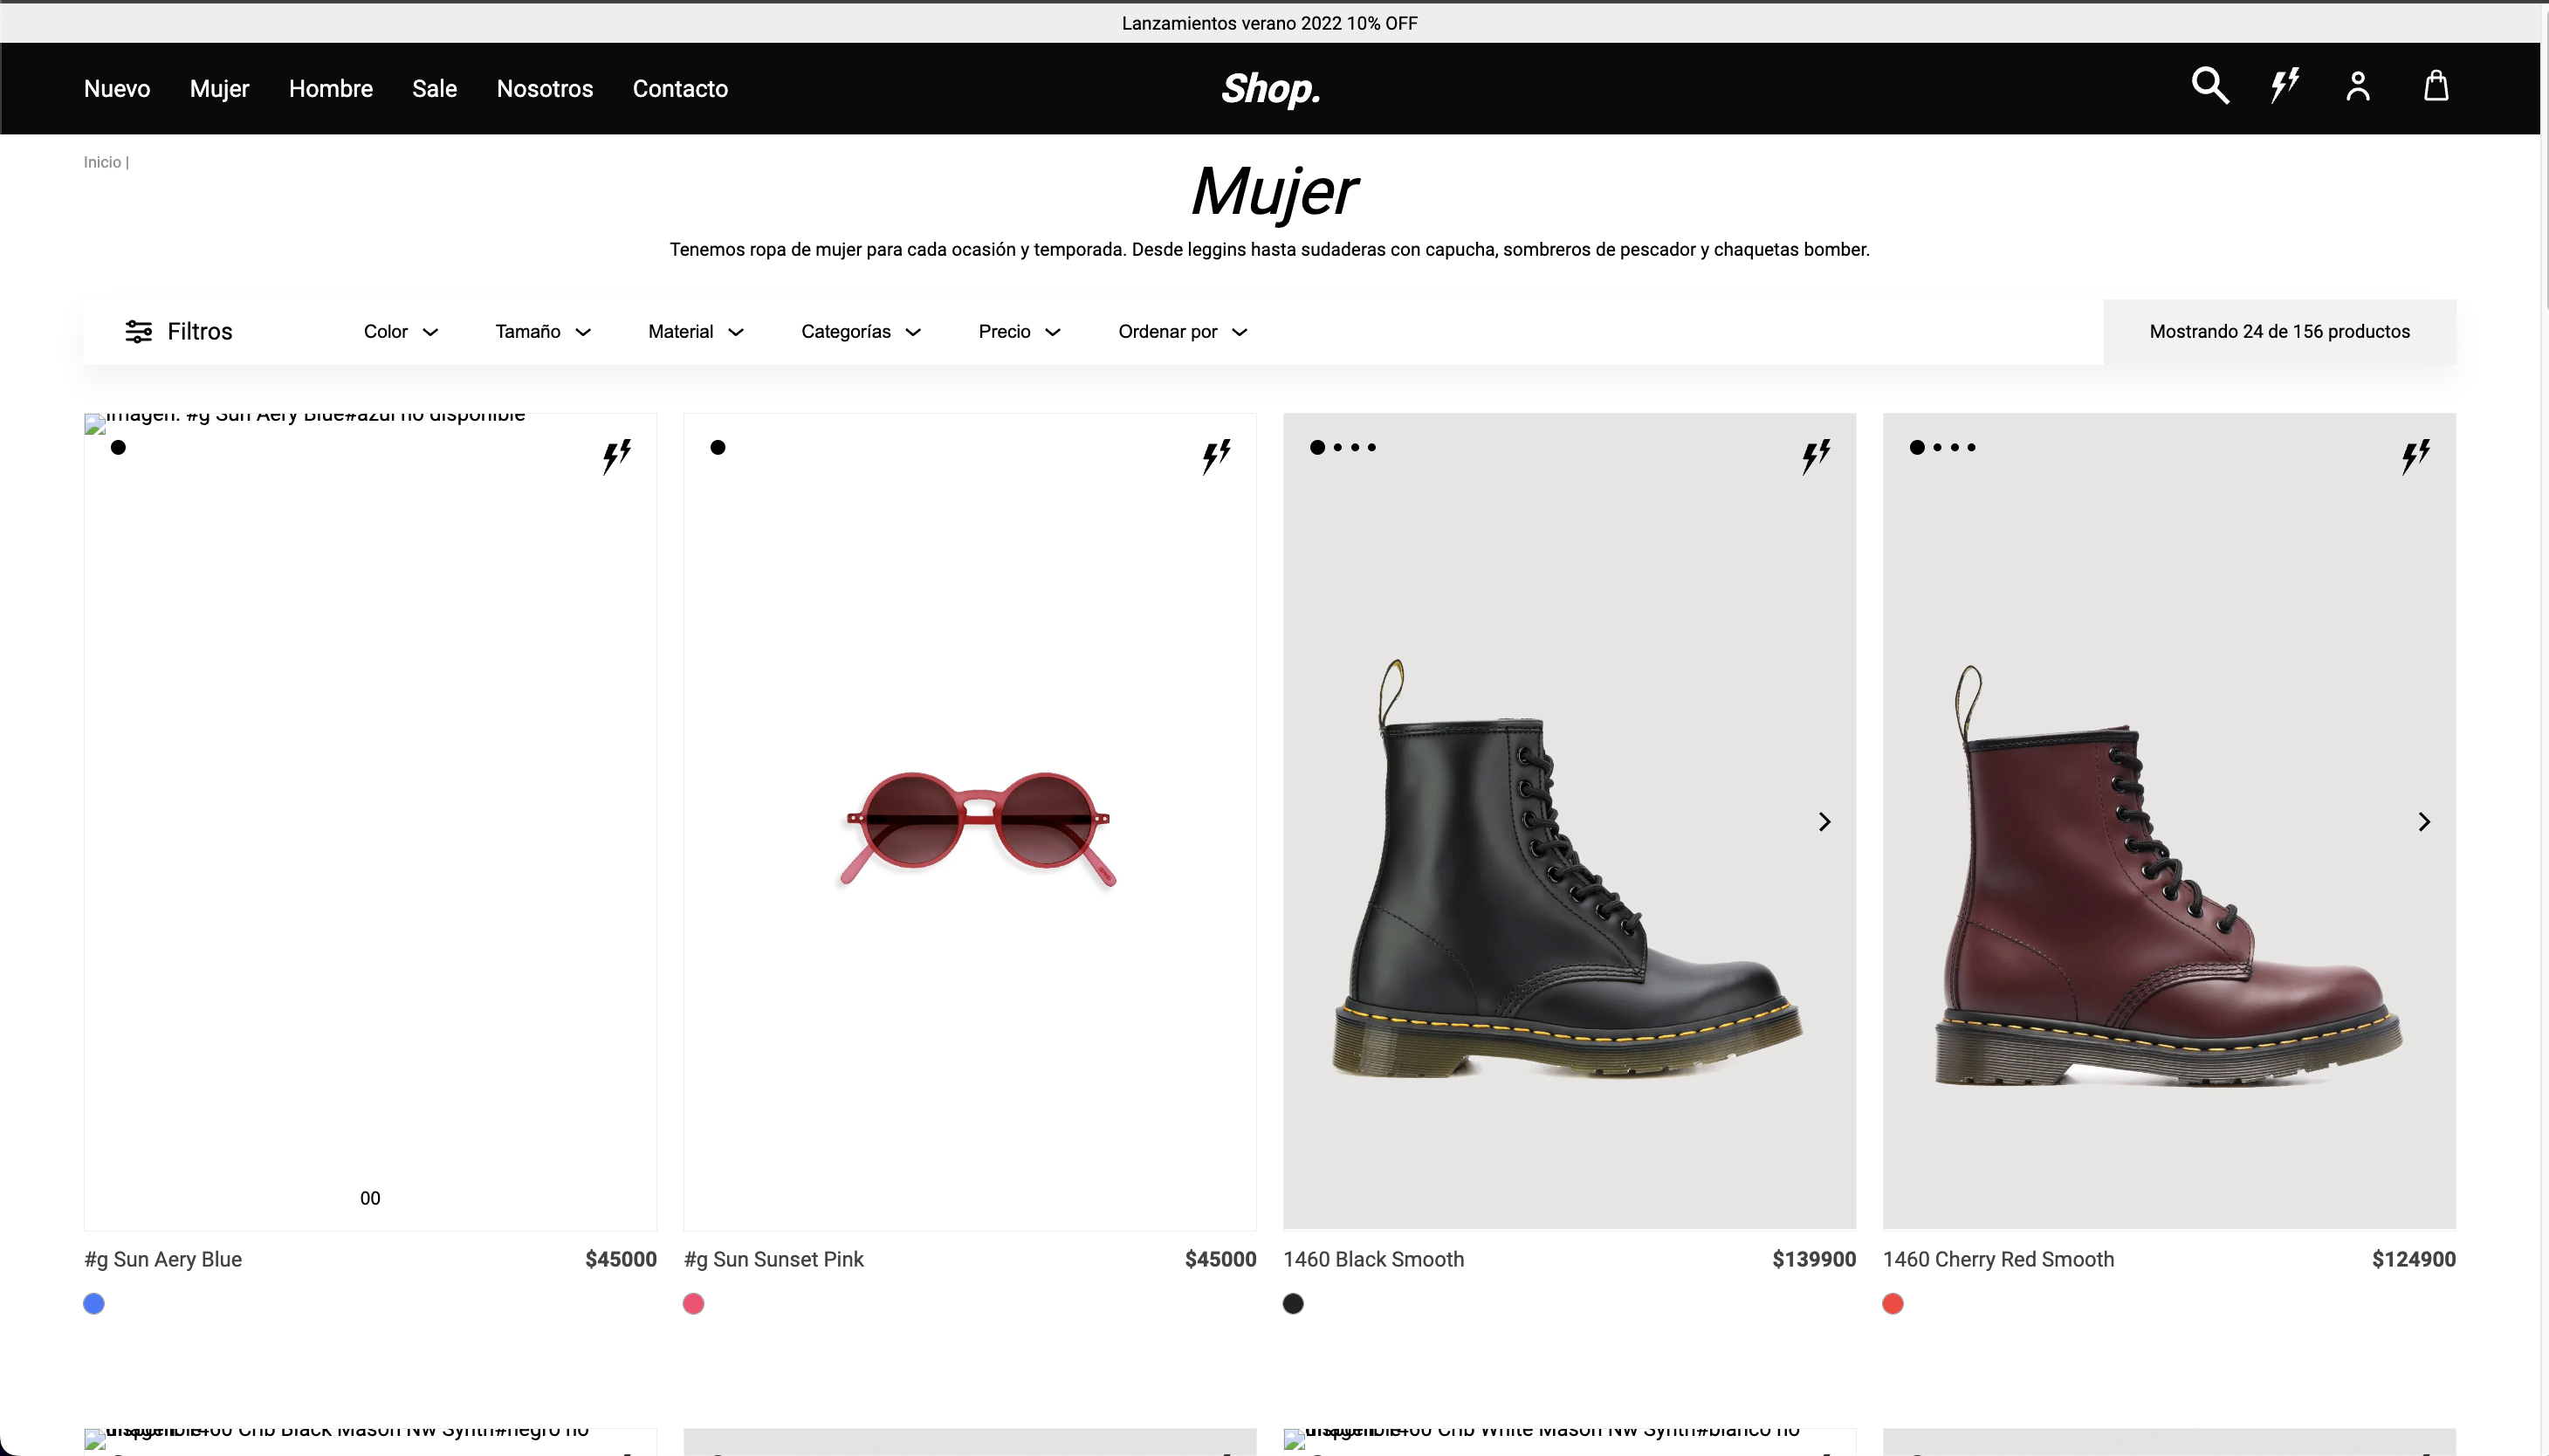 Lanzamientos verano 2022 10% OFF
Nuevo Mujer Hombre Sale Nosotros Contacto
Shop.
Inicio |
Mujer
Tenemos ropa de mujer para cada ocasión y temporada. Desde leggins hasta sudaderas con capucha, sombreros de pescador y chaquetas bomber.
Filtros Color Tamaño Material Categorías Precio Ordenar por
Mostrando 24 de 156 productos
Imagen: #g Sun Aery Blue#azul no disponible
00
#g Sun Aery Blue $45000
#g Sun Sunset Pink $45000
1460 Black Smooth $139900
1460 Cherry Red Smooth $124900
1460 Crib Black Mason Nw Synth#negro no
1460 Crib White Mason Nw Synth#blanco no